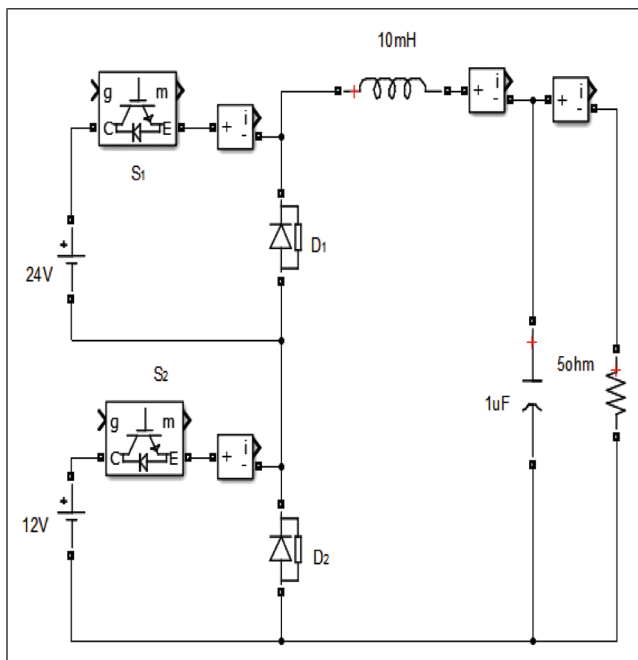 10mH
g m
C E
i
+
-
i
+
-
i
+
-
S1
+
24V
D1
S2
g m
C E
i
+
-
5ohm
1uF
+
12V
D2